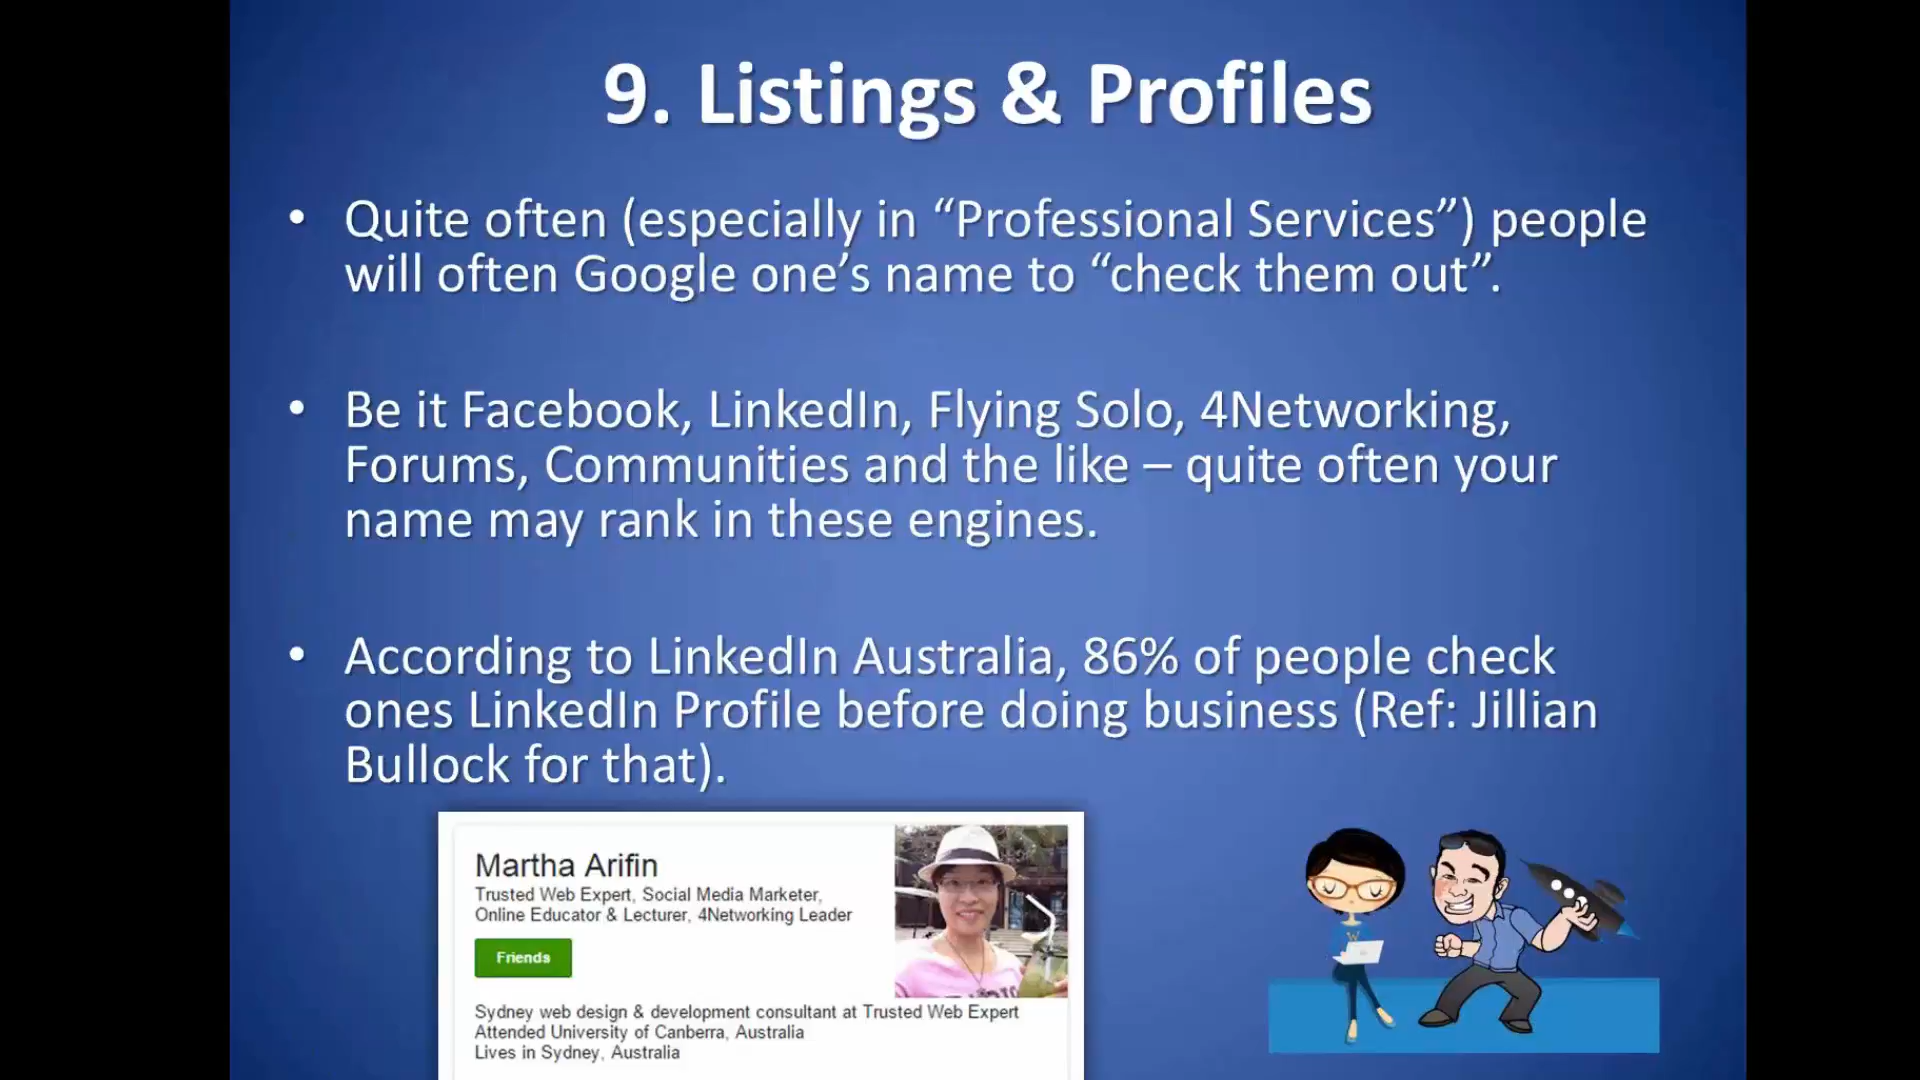 9. Listings & Profiles
• Quite often (especially in “Professional Services”) people
will often Google one’s name to “check them out”.
• Be it Facebook, LinkedIn, Flying Solo, 4Networking,
Forums, Communities and the like – quite often your
name may rank in these engines.
• According to LinkedIn Australia, 86% of people check
ones LinkedIn Profile before doing business (Ref: Jillian
Bullock for that).
Martha Arifin
Trusted Web Expert, Social Media Marketer,
Online Educator & Lecturer, 4Networking Leader
Friends
Sydney web design & development consultant at Trusted Web Expert
Attended University of Canberra, Australia
Lives in Sydney, Australia
W